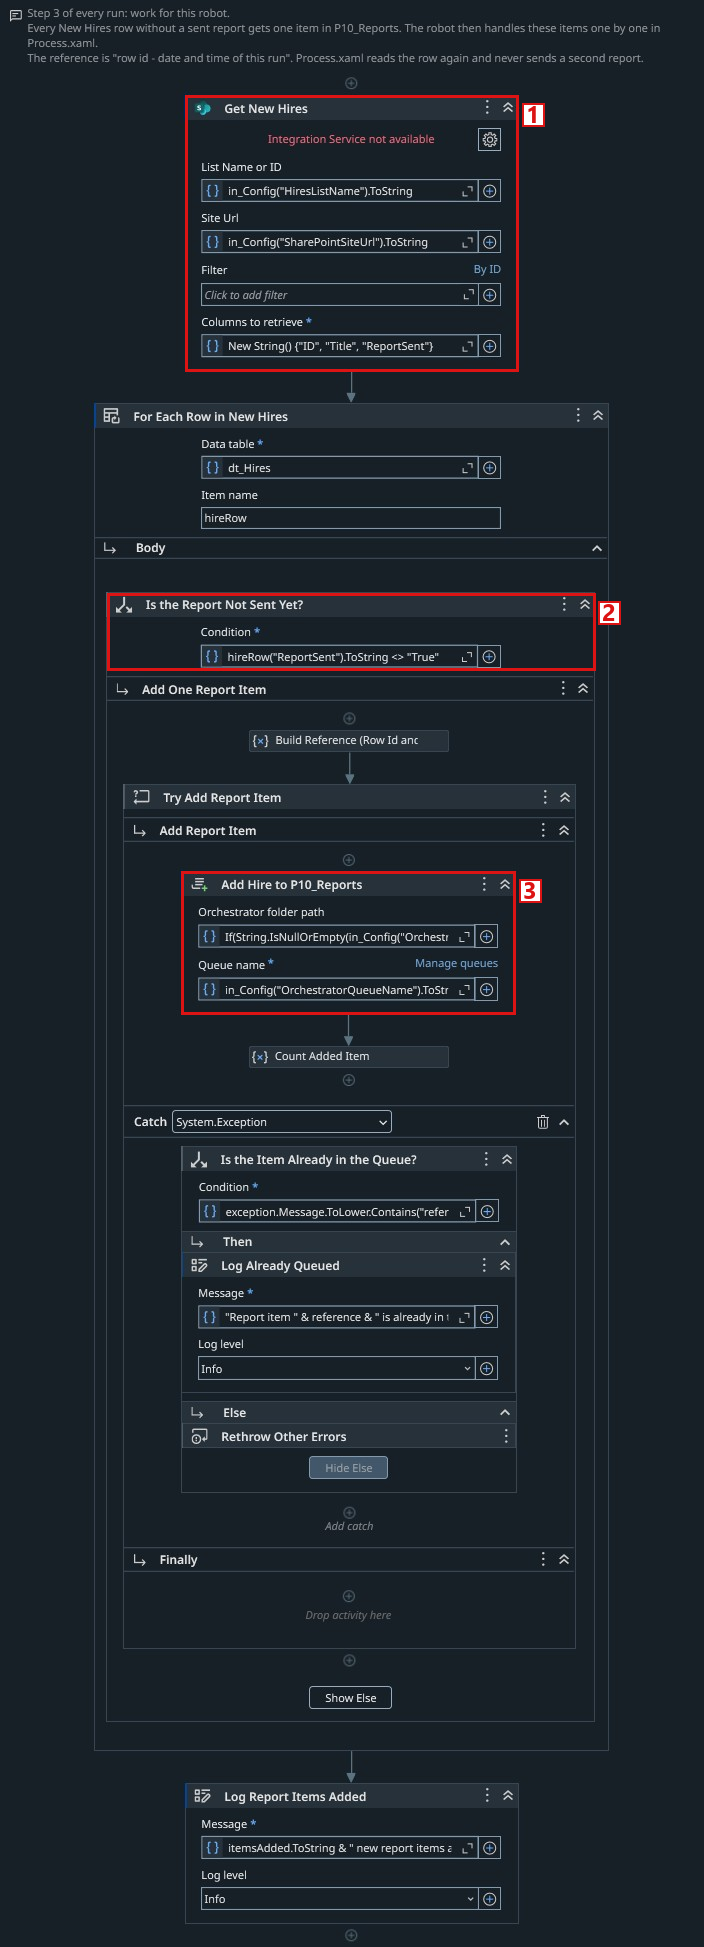 Step 3 of every run: work for this robot.
Every New Hires row without a sent report gets one item in P10_Reports. The robot then handles these items one by one in
Process.xaml.
The reference is "row id - date and time of this run". Process.xaml reads the row again and never sends a second report.
Get New Hires
1
Integration Service not available
List Name or ID
in_Config("HiresListName").ToString
Site Url
in_Config("SharePointSiteUrl").ToString
Filter By ID
Click to add filter
Columns to retrieve *
New String() {"ID", "Title", "ReportSent"}
For Each Row in New Hires
Data table *
dt_Hires
Item name
hireRow
Body
Is the Report Not Sent Yet?
2
Condition *
hireRow("ReportSent").ToString <> "True"
Add One Report Item
Build Reference (Row Id and
Try Add Report Item
Add Report Item
Add Hire to P10_Reports
3
Orchestrator folder path
If(String.IsNullOrEmpty(in_Config("Orchestr
Queue name * Manage queues
in_Config("OrchestratorQueueName").ToStr
Count Added Item
Catch System.Exception
Is the Item Already in the Queue?
Condition *
exception.Message.ToLower.Contains("refer
Then
Log Already Queued
Message *
"Report item " & reference & " is already in t
Log level
Info
Else
Rethrow Other Errors
Hide Else
Add catch
Finally
Drop activity here
Show Else
Log Report Items Added
Message *
itemsAdded.ToString & " new report items a
Log level
Info